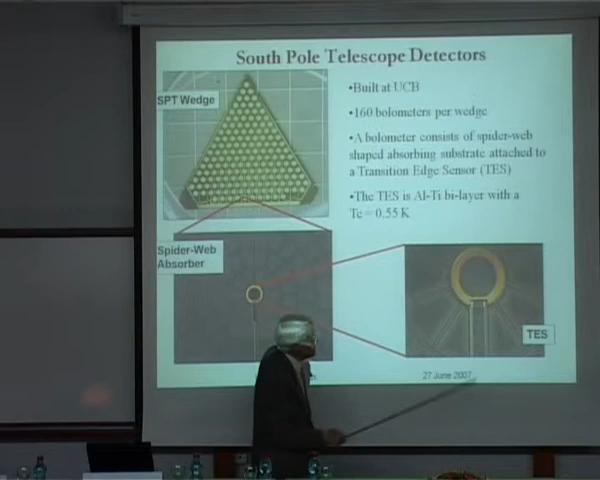 South Pole Telescope Detectors
SPT Wedge
•Built at UCB
•160 bolometers per wedge
•A bolometer consists of spider-web
shaped absorbing substrate attached to
a Transition Edge Sensor (TES)
•The TES is Al-Ti bi-layer with a
Tc = 0.55 K
Spider-Web
Absorber
TES
27 June 2007